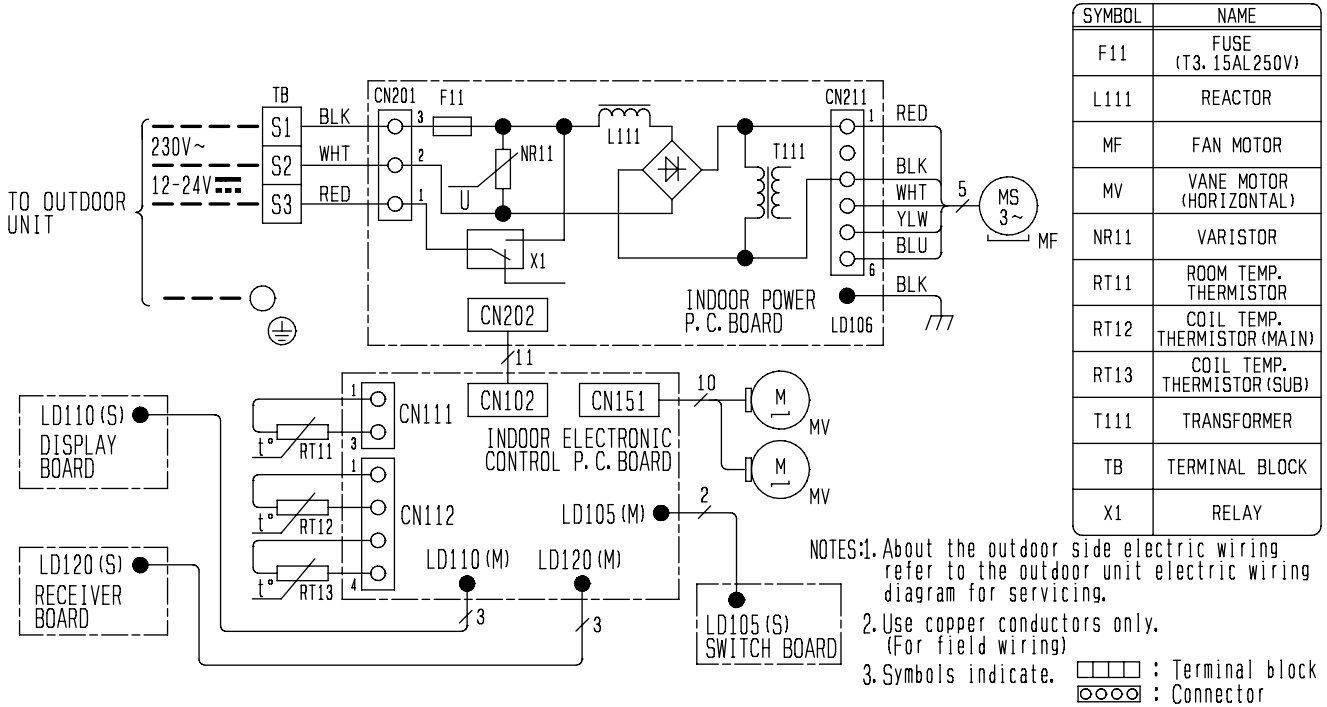 TO OUTDOOR
UNIT
230V~
12-24V
TB
S1
S2
S3
BLK
WHT
RED
CN201
3
2
1
F11
NR11
U
X1
L111
T111
CN211
1
6
RED
BLK
WHT
YLW
BLU
BLK
5
MS
3~
MF
LD106
INDOOR POWER
P.C.BOARD
CN202
11
CN102
CN151
10
M
MV
M
MV
INDOOR ELECTRONIC
CONTROL P.C.BOARD
1
3
CN111
t°
RT11
1
4
CN112
t°
RT12
t°
RT13
LD105(M)
2
LD110(M)
LD120(M)
3
3
LD110(S)
DISPLAY
BOARD
LD120(S)
RECEIVER
BOARD
LD105(S)
SWITCH BOARD
SYMBOL NAME
F11 FUSE
(T3.15AL250V)
L111 REACTOR
MF FAN MOTOR
MV VANE MOTOR
(HORIZONTAL)
NR11 VARISTOR
RT11 ROOM TEMP.
THERMISTOR
RT12 COIL TEMP.
THERMISTOR(MAIN)
RT13 COIL TEMP.
THERMISTOR(SUB)
T111 TRANSFORMER
TB TERMINAL BLOCK
X1 RELAY
NOTES:1. About the outdoor side electric wiring
refer to the outdoor unit electric wiring
diagram for servicing.
2. Use copper conductors only.
(For field wiring)
3. Symbols indicate.
: Terminal block
: Connector